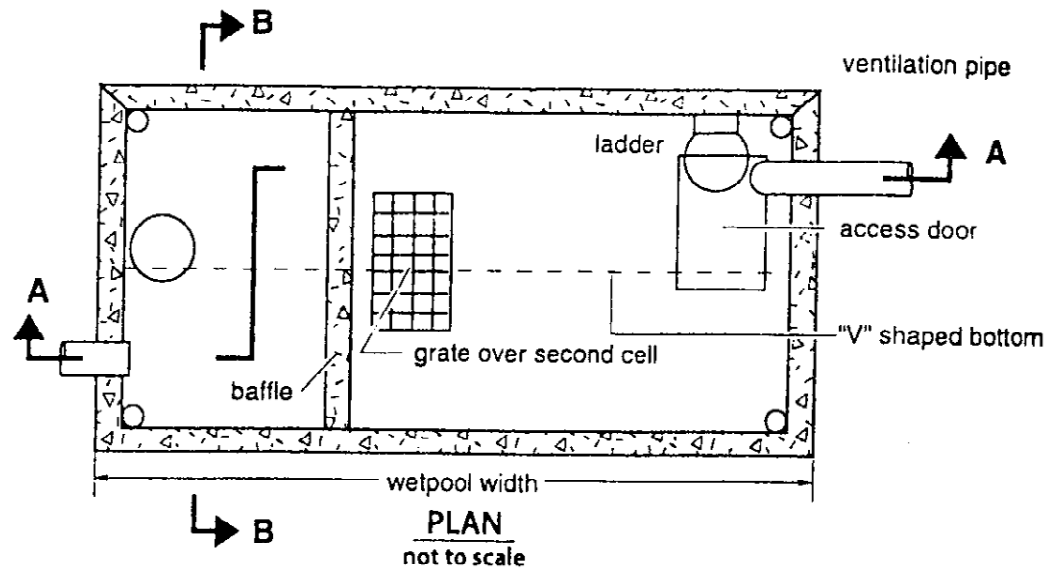 B
ventilation pipe
ladder
A
access door
A
"V" shaped bottom
grate over second cell
baffle
wetpool width
B
PLAN
not to scale